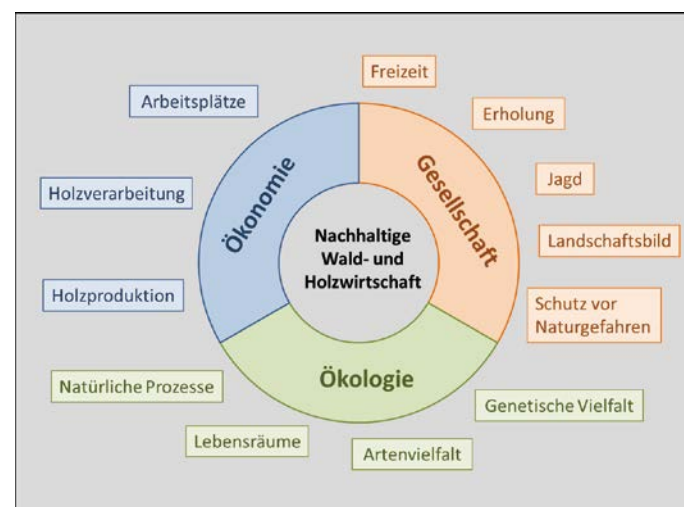 Freizeit
Arbeitsplätze
Erholung
Ökonomie
Gesellschaft
Jagd
Holzverarbeitung
Nachhaltige
Wald- und
Holzwirtschaft
Landschaftsbild
Holzproduktion
Schutz vor
Naturgefahren
Ökologie
Natürliche Prozesse
Genetische Vielfalt
Lebensräume
Artenvielfalt